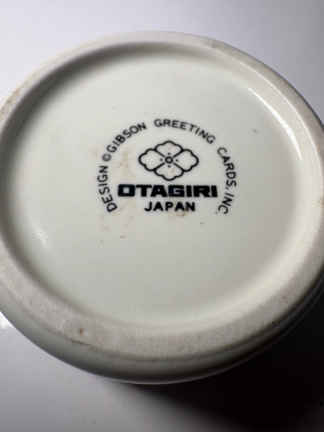 DESIGN © GIBSON GREETING CARDS, INC.
OTAGIRI
JAPAN